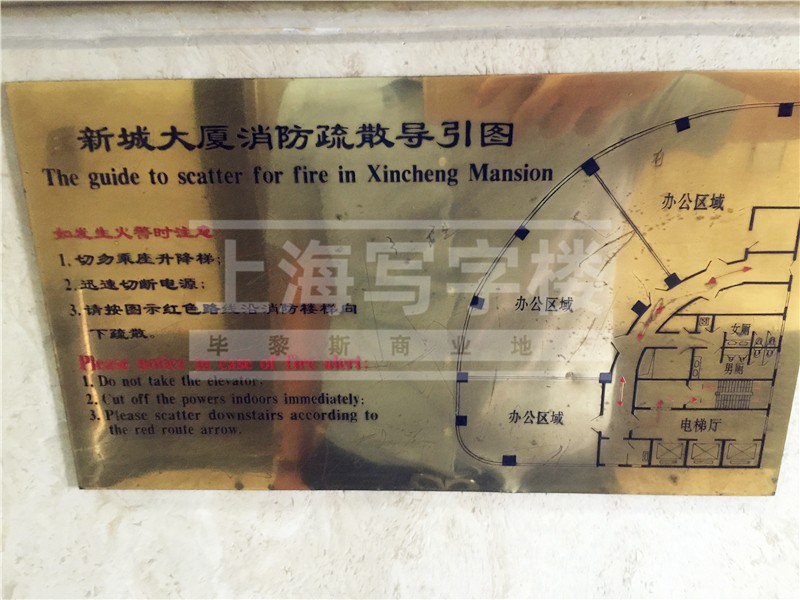 新城大厦消防疏散导引图
The guide to scatter for fire in Xincheng Mansion
如发生火警时注意
1.切勿乘座升降梯;
2.迅速切断电源;
3.请按图示红色路线沿消防楼梯向
下疏散。
Please notice in case of fire alert:
1. Do not take the elevator;
2. Cut off the powers indoors immediately;
3. Please scatter downstairs according to
the red route arrow.
办公区域
办公区域
办公区域
女厕
男厕
电梯厅
上海写字楼
毕黎斯商业地